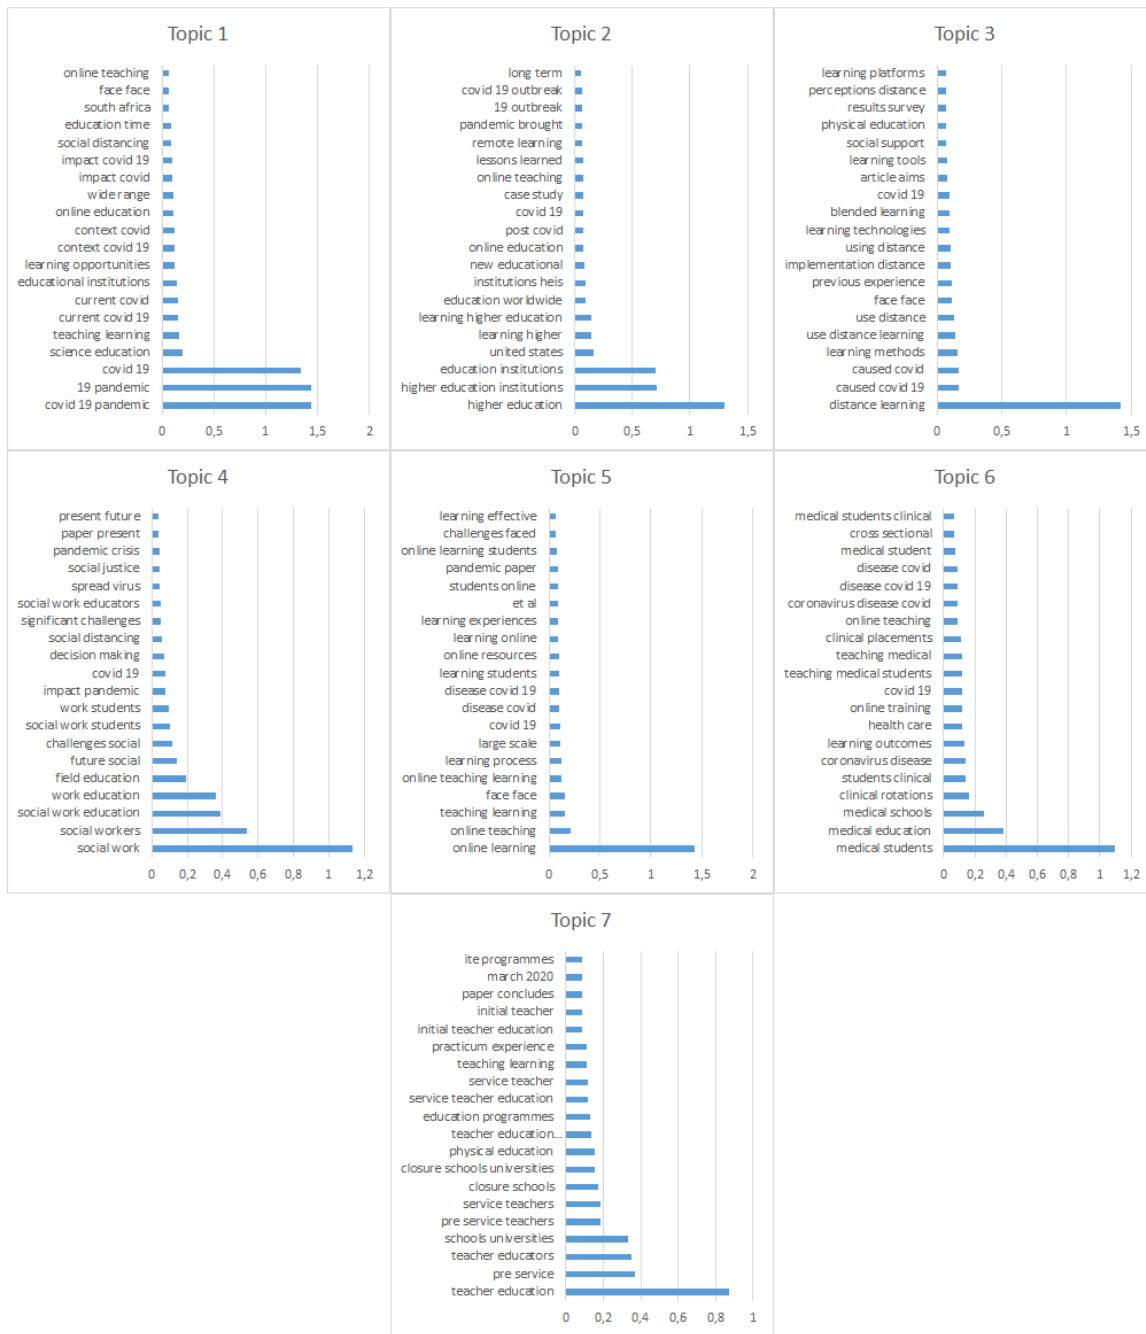 Topic 1
online teaching
face face
south africa
education time
social distancing
impact covid 19
impact covid
wide range
online education
context covid
context covid 19
learning opportunities
educational institutions
current covid
current covid 19
teaching learning
science education
covid 19
19 pandemic
covid 19 pandemic
0 0,5 1 1,5 2
Topic 2
long term
covid 19 outbreak
19 outbreak
pandemic brought
remote learning
lessons learned
online teaching
case study
covid 19
post covid
online education
new educational
institutions heis
education worldwide
learning higher education
learning higher
united states
education institutions
higher education institutions
higher education
0 0,5 1 1,5
Topic 3
learning platforms
perceptions distance
results survey
physical education
social support
learning tools
article aims
covid 19
blended learning
learning technologies
using distance
implementation distance
previous experience
face face
use distance
use distance learning
learning methods
caused covid
caused covid 19
distance learning
0 0,5 1 1,5
Topic 4
present future
paper present
pandemic crisis
social justice
spread virus
social work educators
significant challenges
social distancing
decision making
covid 19
impact pandemic
work students
social work students
challenges social
future social
field education
work education
social work education
social workers
social work
0 0,2 0,4 0,6 0,8 1 1,2
Topic 5
learning effective
challenges faced
online learning students
pandemic paper
students online
et al
learning experiences
learning online
online resources
learning students
disease covid 19
disease covid
covid 19
large scale
learning process
online teaching learning
face face
teaching learning
online teaching
online learning
0 0,5 1 1,5 2
Topic 6
medical students clinical
cross sectional
medical student
disease covid
disease covid 19
coronavirus disease covid
online teaching
clinical placements
teaching medical
teaching medical students
covid 19
online training
health care
learning outcomes
coronavirus disease
students clinical
clinical rotations
medical schools
medical education
medical students
0 0,2 0,4 0,6 0,8 1 1,2
Topic 7
ite programmes
march 2020
paper concludes
initial teacher
initial teacher education
practicum experience
teaching learning
service teacher
service teacher education
education programmes
teacher education...
physical education
closure schools universities
closure schools
service teachers
pre service teachers
schools universities
teacher educators
pre service
teacher education
0 0,2 0,4 0,6 0,8 1